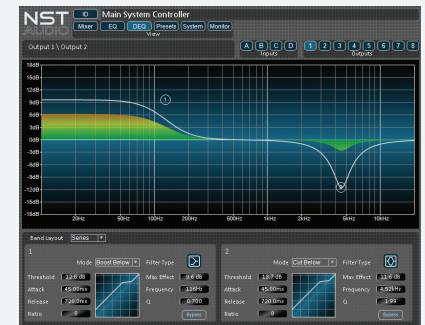 NST AUDIO
ID Main System Controller
Mixer EQ DEQ Presets System Monitor
View
Output 1 \ Output 2
A B C D 1 2 3 4 5 6 7 8
Inputs Outputs
18dB
15dB
12dB
9dB
6dB
3dB
0dB
-3dB
-6dB
-9dB
-12dB
-15dB
-18dB
20Hz 50Hz 100Hz 200Hz 500Hz 1kHz 2kHz 5kHz 10kHz
1
2
Band Layout Series
1
Mode Boost Below Filter Type
Threshold 12.6 dB Max Effect 9.6 dB
Attack 45.00ms Frequency 126Hz
Release 720.0ms Q 0.700
Ratio Bypass
2
Mode Cut Below Filter Type
Threshold 13.7 dB Max Effect 11.6 dB
Attack 45.00ms Frequency 4.51kHz
Release 720.0ms Q 1.99
Ratio Bypass